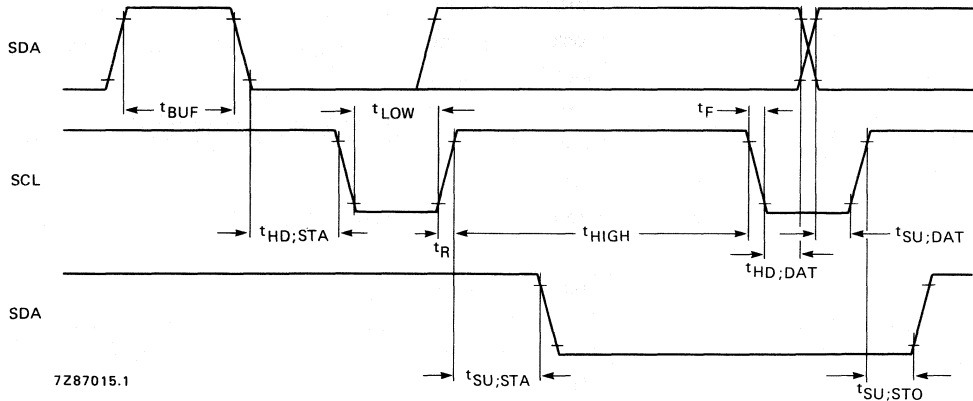 SDA
tBUF
tLOW
tF
SCL
tHD;STA
tR
tHIGH
tSU;DAT
tHD;DAT
SDA
7Z87015.1
tSU;STA
tSU;STO